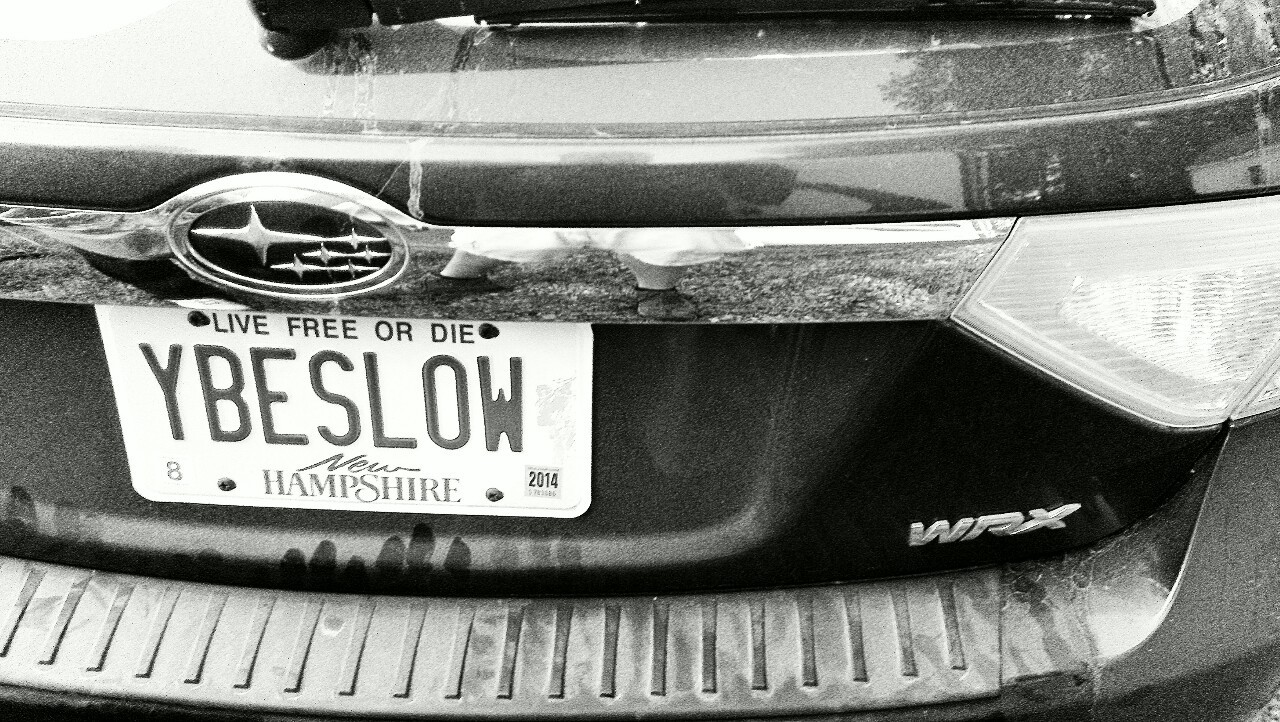 LIVE FREE OR DIE
YBESLOW
8
New
HAMPSHIRE
2014
WRX